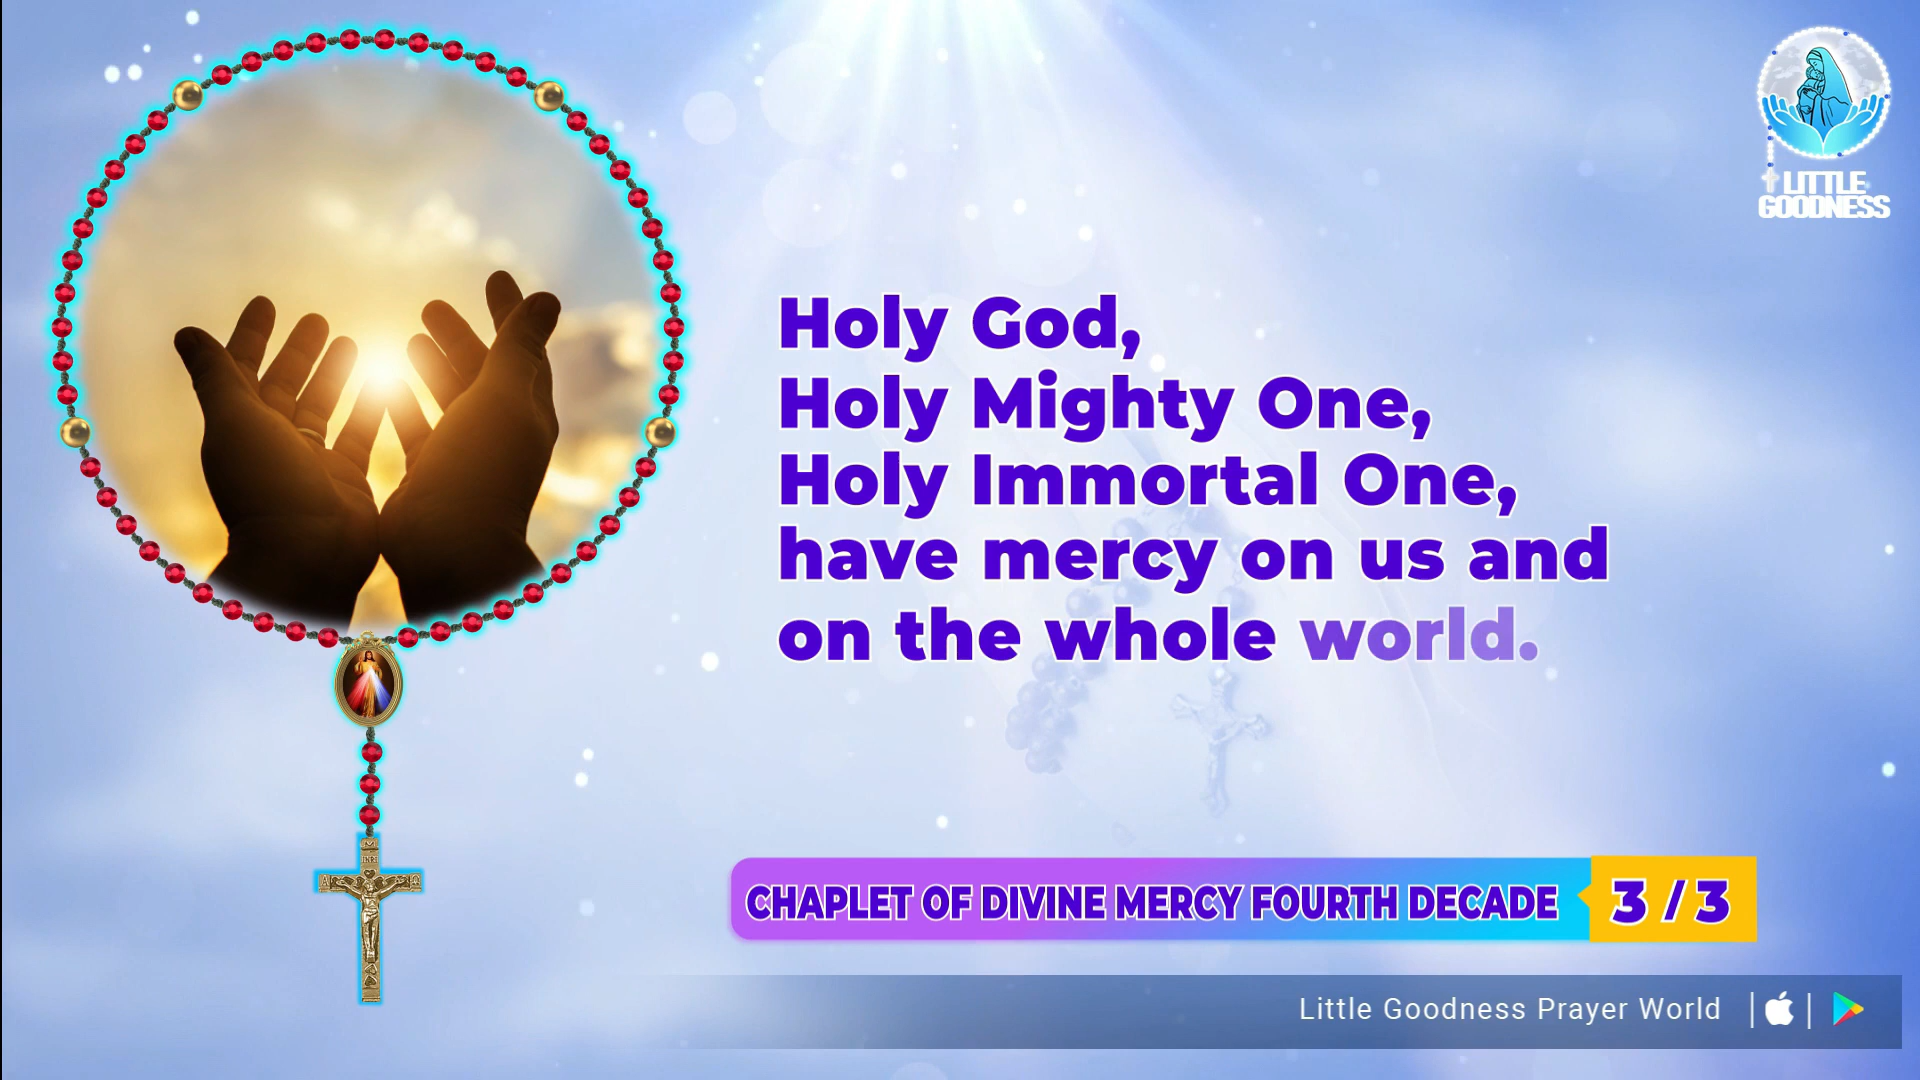 LITTLE
GOODNESS
Holy God,
Holy Mighty One,
Holy Immortal One,
have mercy on us and
on the whole world.
INRI
CHAPLET OF DIVINE MERCY FOURTH DECADE 3 / 3
Little Goodness Prayer World